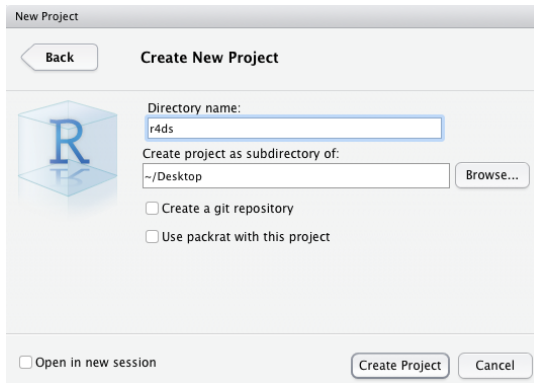 New Project
Back
Create New Project
R
Directory name:
r4ds
Create project as subdirectory of:
~/Desktop
Browse...
Create a git repository
Use packrat with this project
Open in new session
Create Project
Cancel